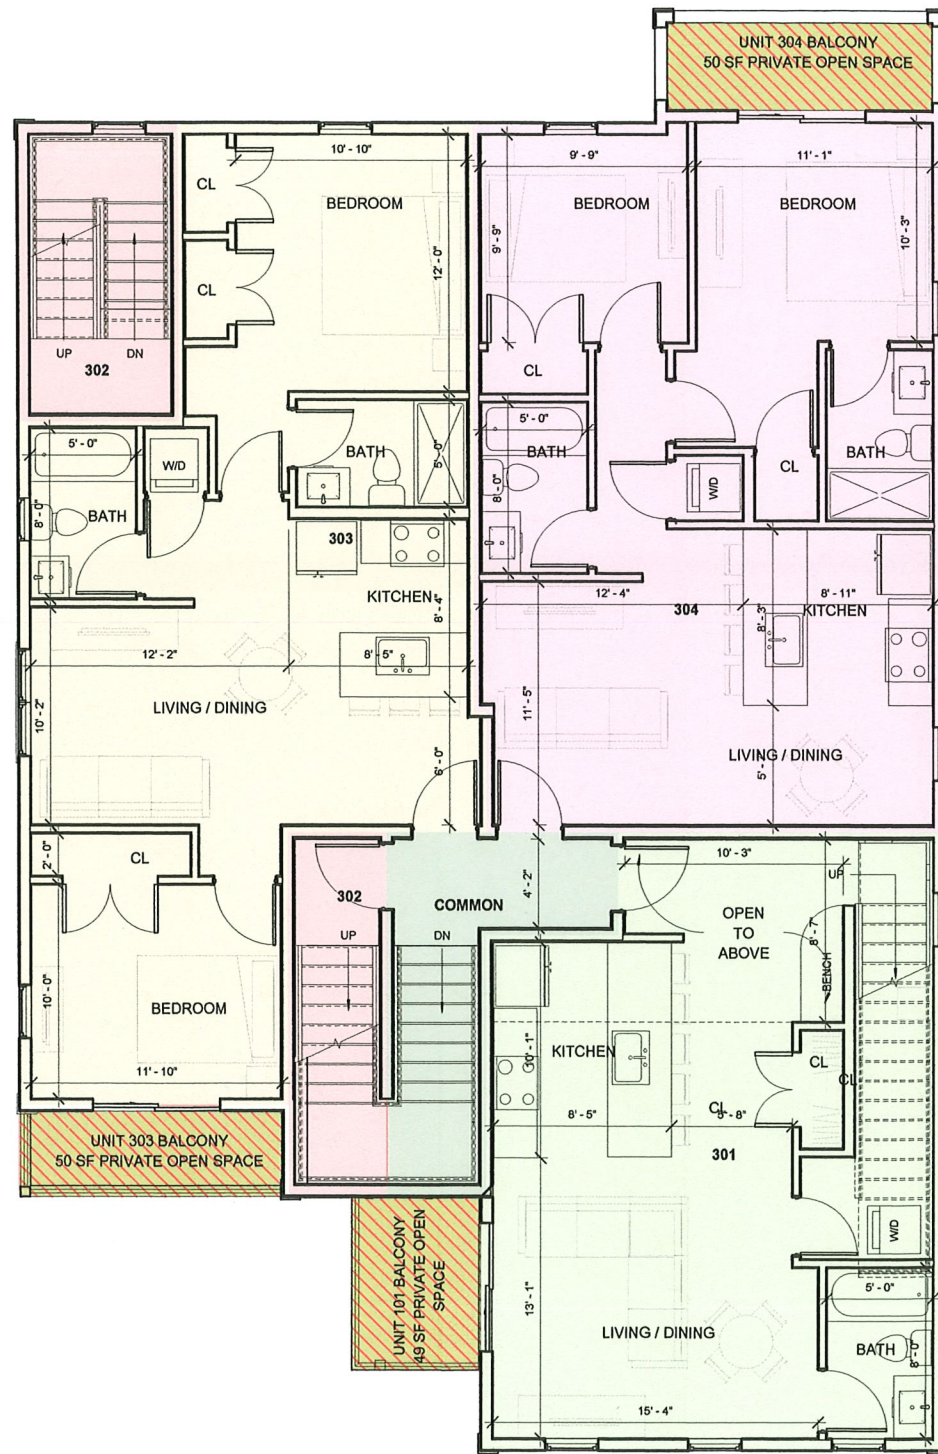 UNIT 304 BALCONY
50 SF PRIVATE OPEN SPACE
10' - 10"
9' - 9"
11' - 1"
CL
BEDROOM
BEDROOM
BEDROOM
9' - 9"
10' - 3"
12' - 0"
CL
UP
DN
302
CL
5' - 0"
W/D
BATH
5' - 0"
5' - 0"
BATH
8' - 0"
CL
W/D
BATH
8' - 0"
BATH
303
KITCHEN
8' - 4"
12' - 4"
304
8' - 11"
8' - 3"
KITCHEN
12' - 2"
8' - 5"
LIVING / DINING
10' - 2"
11' - 5"
6' - 0"
LIVING / DINING
5' -
2' - 0"
CL
302
UP
COMMON
DN
4' - 2"
10' - 3"
UP
OPEN
TO
ABOVE
8' - 7"
BENCH
10' - 0"
BEDROOM
11' - 10"
KITCHEN
10' - 1"
CL
CL
8' - 5"
CL
5' - 8"
301
UNIT 303 BALCONY
50 SF PRIVATE OPEN SPACE
UNIT 101 BALCONY
49 SF PRIVATE OPEN
SPACE
W/D
13' - 1"
5' - 0"
LIVING / DINING
BATH
8' - 0"
15' - 4"